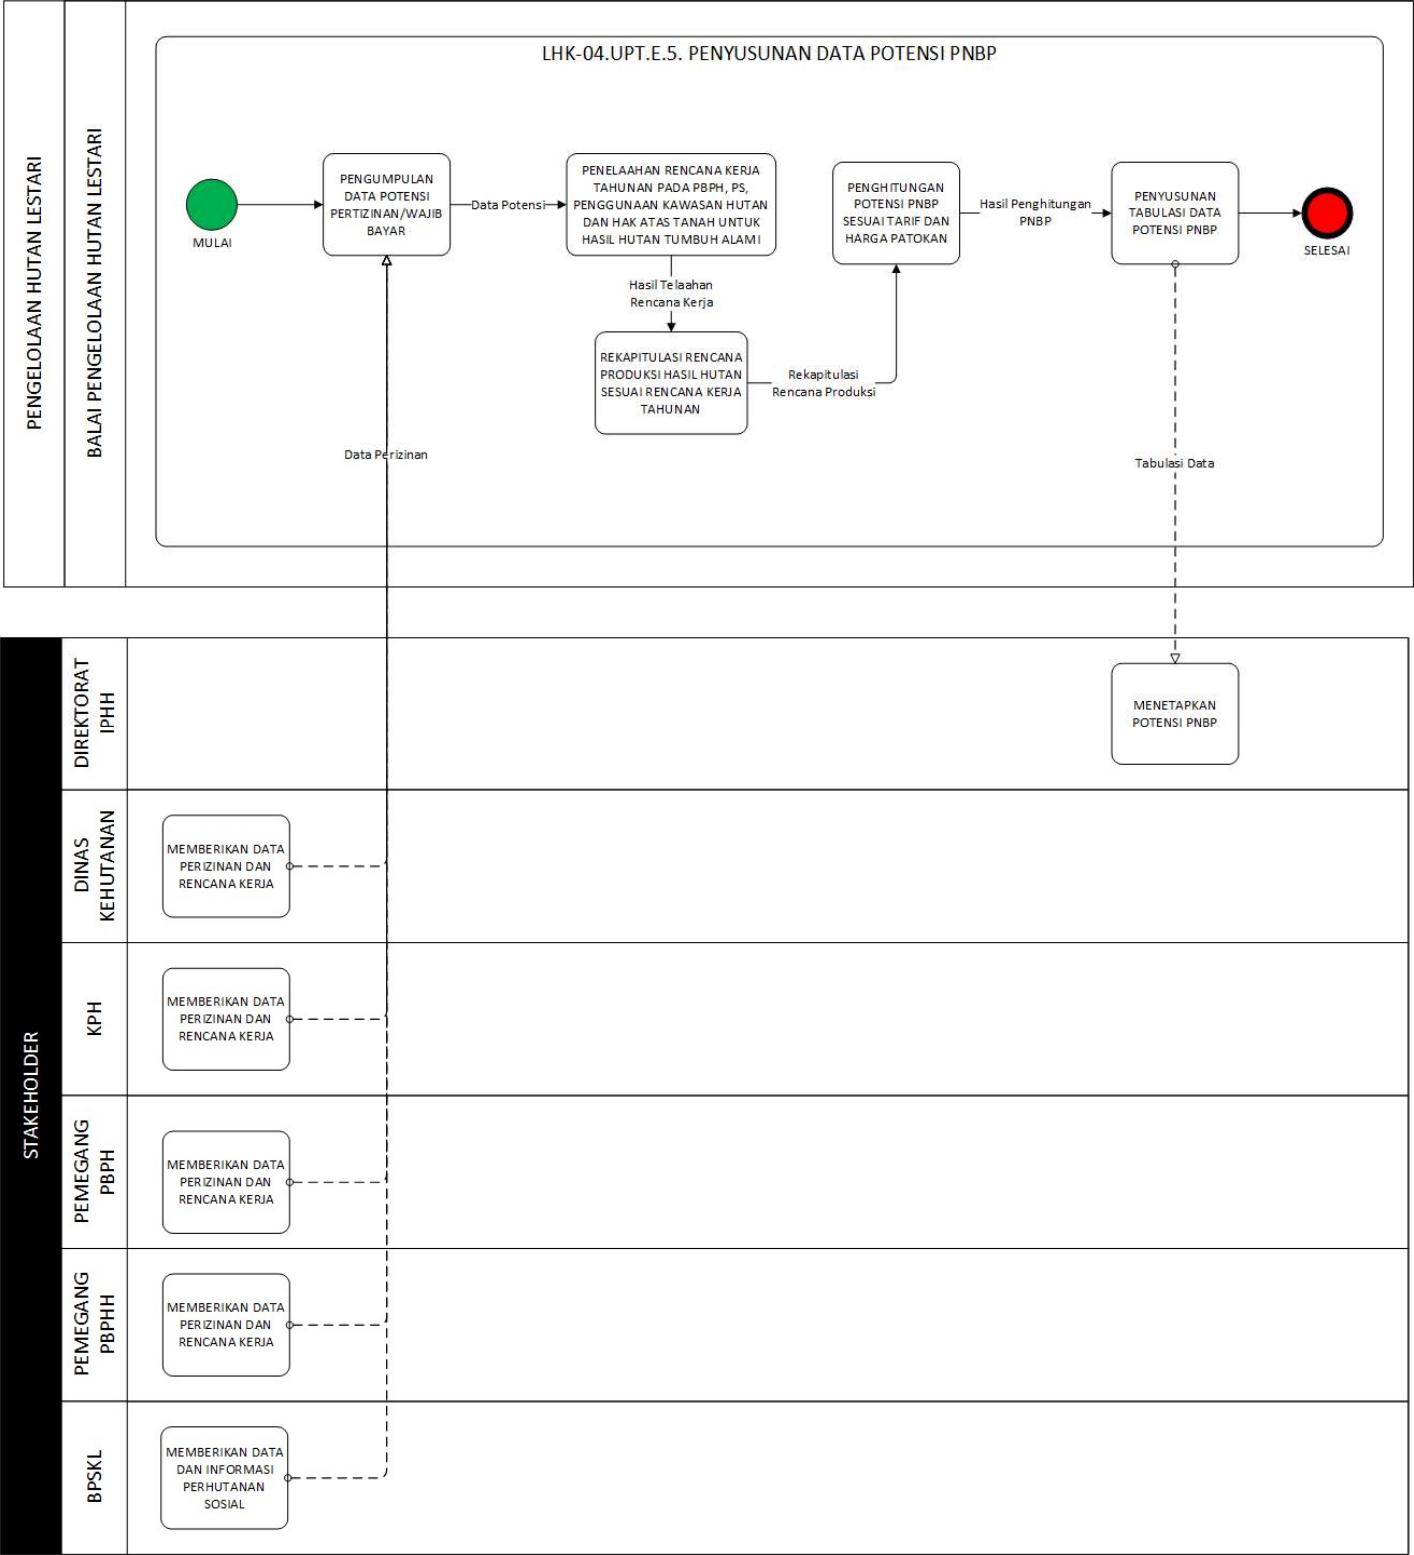 PENGELOLAAN HUTAN LESTARI
BALAI PENGELOLAAN HUTAN LESTARI
LHK-04.UPT.E.5. PENYUSUNAN DATA POTENSI PNBP
MULAI
PENGUMPULAN
DATA POTENSI
PERTIZINAN/WAJIB
BAYAR
Data Potensi
PENELAAHAN RENCANA KERJA
TAHUNAN PADA PBPH, PS,
PENGGUNAAN KAWASAN HUTAN
DAN HAK ATAS TANAH UNTUK
HASIL HUTAN TUMBUH ALAMI
Hasil Telaahan
Rencana Kerja
REKAPITULASI RENCANA
PRODUKSI HASIL HUTAN
SESUAI RENCANA KERJA
TAHUNAN
Rekapitulasi
Rencana Produksi
PENGHITUNGAN
POTENSI PNBP
SESUAI TARIF DAN
HARGA PATOKAN
Hasil Penghitungan
PNBP
PENYUSUNAN
TABULASI DATA
POTENSI PNBP
SELESAI
Data Perizinan
Tabulasi Data
STAKEHOLDER
DIREKTORAT
IPHH
MENETAPKAN
POTENSI PNBP
DINAS
KEHUTANAN
MEMBERIKAN DATA
PERIZINAN DAN
RENCANA KERJA
KPH
MEMBERIKAN DATA
PERIZINAN DAN
RENCANA KERJA
PEMEGANG
PBPH
MEMBERIKAN DATA
PERIZINAN DAN
RENCANA KERJA
PEMEGANG
PBPHH
MEMBERIKAN DATA
PERIZINAN DAN
RENCANA KERJA
BPSKL
MEMBERIKAN DATA
DAN INFORMASI
PERHUTANAN
SOSIAL